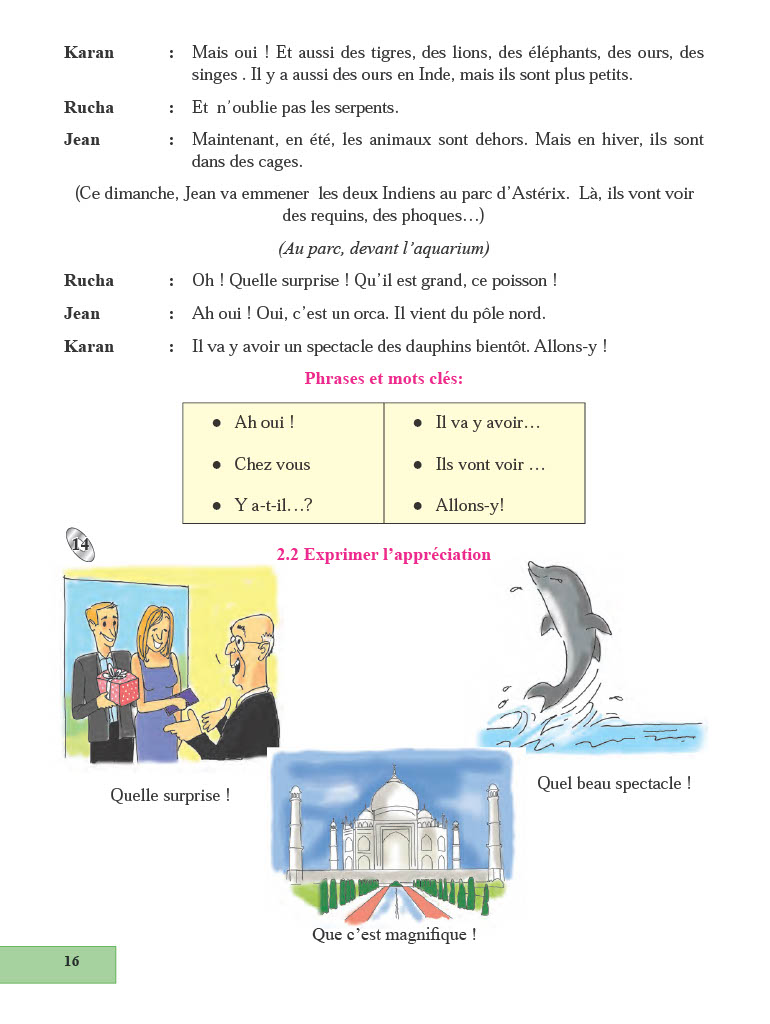 Karan : Mais oui ! Et aussi des tigres, des lions, des éléphants, des ours, des
singes . Il y a aussi des ours en Inde, mais ils sont plus petits.
Rucha : Et n’oublie pas les serpents.
Jean : Maintenant, en été, les animaux sont dehors. Mais en hiver, ils sont
dans des cages.
(Ce dimanche, Jean va emmener les deux Indiens au parc d’Astérix. Là, ils vont voir
des requins, des phoques…)
(Au parc, devant l’aquarium)
Rucha : Oh ! Quelle surprise ! Qu’il est grand, ce poisson !
Jean : Ah oui ! Oui, c’est un orca. Il vient du pôle nord.
Karan : Il va y avoir un spectacle des dauphins bientôt. Allons-y !
Phrases et mots clés:
● Ah oui ! ● Il va y avoir…
● Chez vous ● Ils vont voir …
● Y a-t-il…? ● Allons-y!
14
2.2 Exprimer l’appréciation
Quelle surprise !
Quel beau spectacle !
Que c’est magnifique !
16